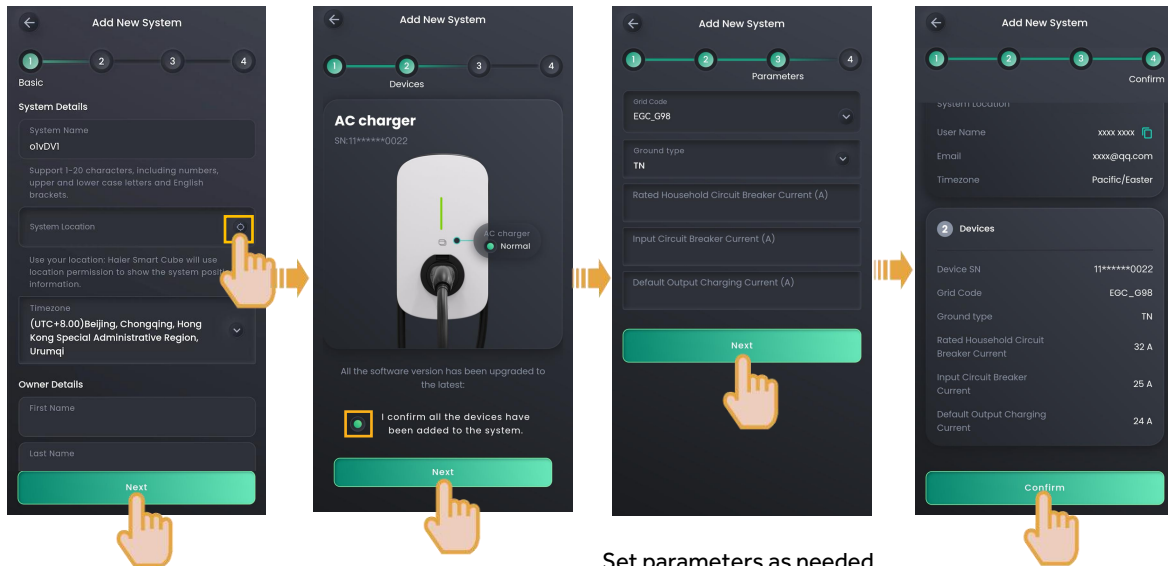 Add New System
1
2
3
4
Basic
System Details
System Name
o1vDV1
Support 1-20 characters, including numbers,
upper and lower case letters and English
brackets.
System Location
Use your location: Haier Smart Cube will use
location permission to show the system
information.
Timezone
(UTC+8.00)Beijing, Chongqing, Hong
Kong Special Administrative Region,
Urumqi
Owner Details
First Name
Last Name
Next
Add New System
1
2
3
4
Devices
AC charger
SN:11******0022
AC charger
Normal
All the software version has been upgraded to
the latest:
I confirm all the devices have
been added to the system.
Next
Add New System
1
2
3
4
Parameters
Grid Code
EGC_G98
Ground type
TN
Rated Household Circuit Breaker Current (A)
Input Circuit Breaker Current (A)
Default Output Charging Current (A)
Next
Set parameters as needed
Add New System
1
2
3
4
Confirm
System Location
User Name
xxxx xxxx
Email
xxxx@qq.com
Timezone
Pacific/Easter
2 Devices
Device SN
11******0022
Grid Code
EGC_G98
Ground type
TN
Rated Household Circuit
Breaker Current
32 A
Input Circuit Breaker
Current
25 A
Default Output Charging
Current
24 A
Confirm